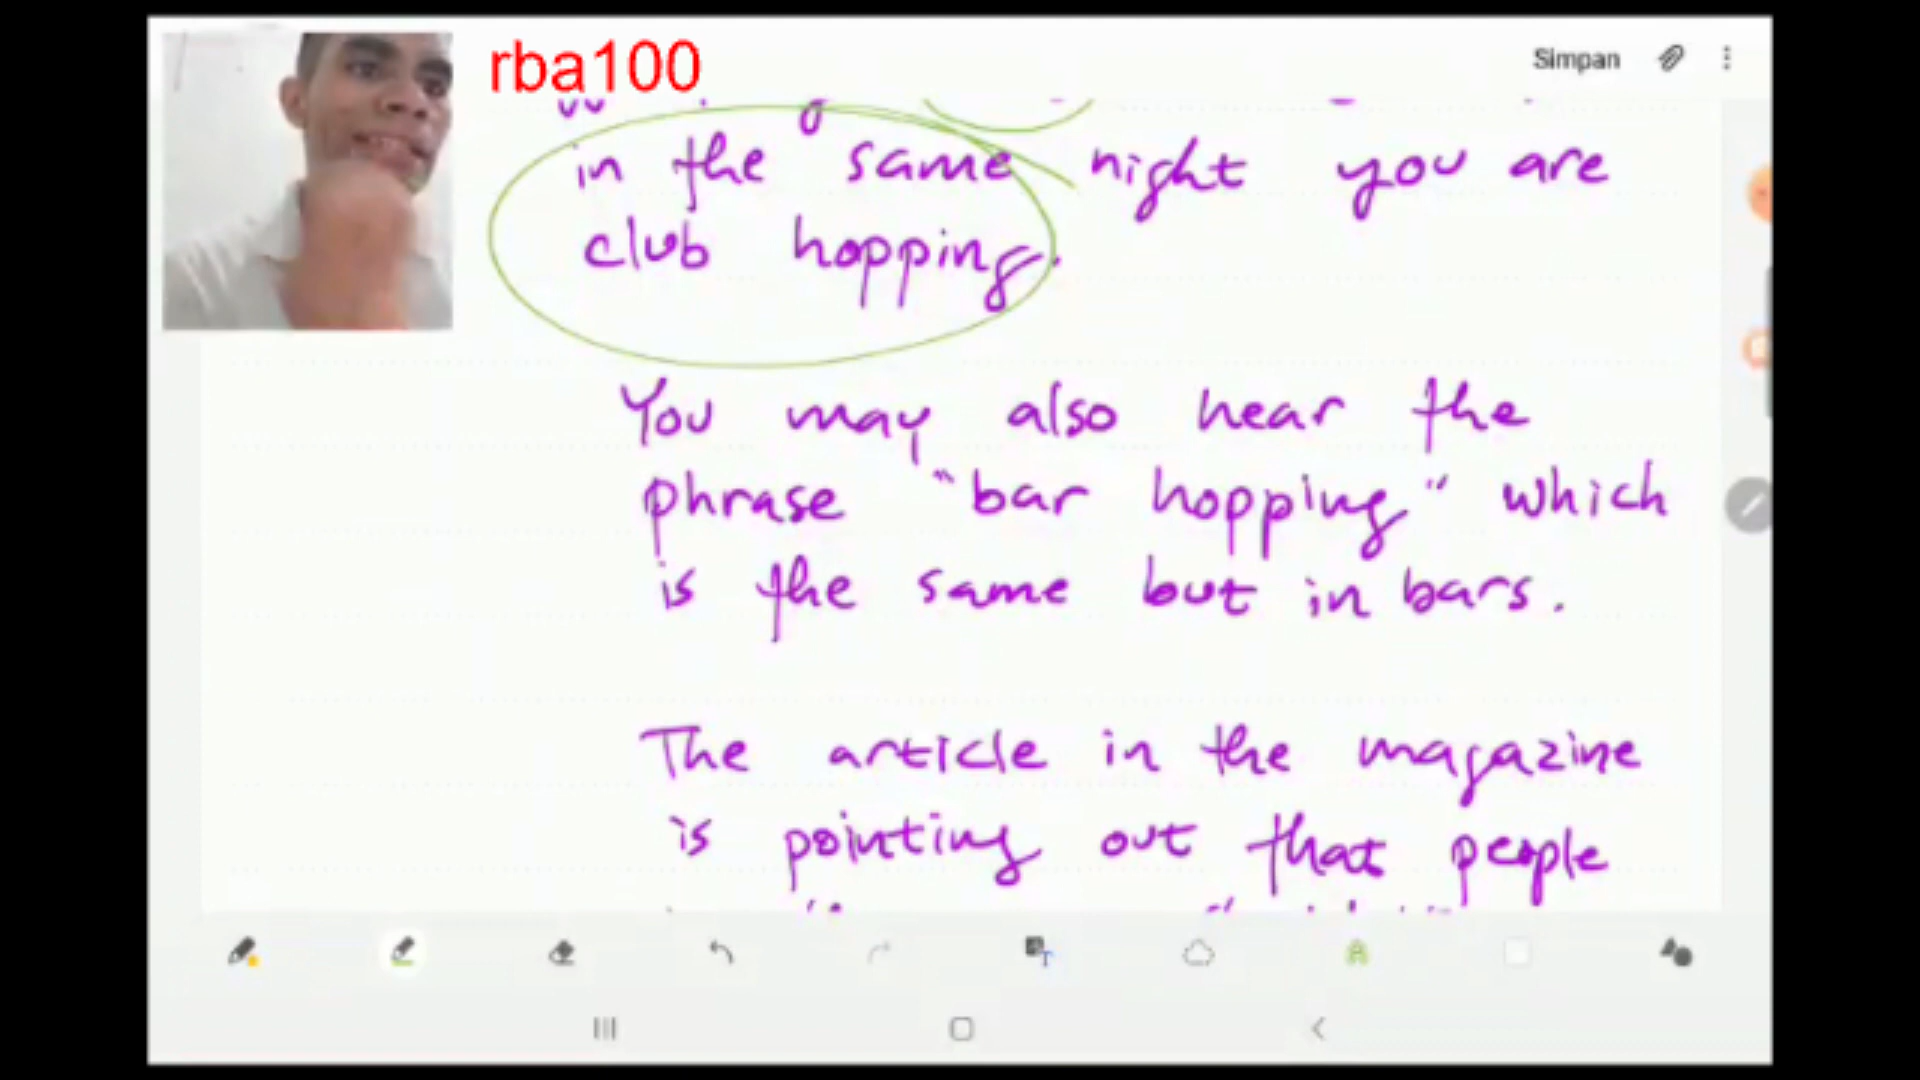 rba100
Simpan
in the same night you are
club hopping.
You may also hear the
phrase "bar hopping" which
is the same but in bars.
The article in the magazine
is pointing out that people